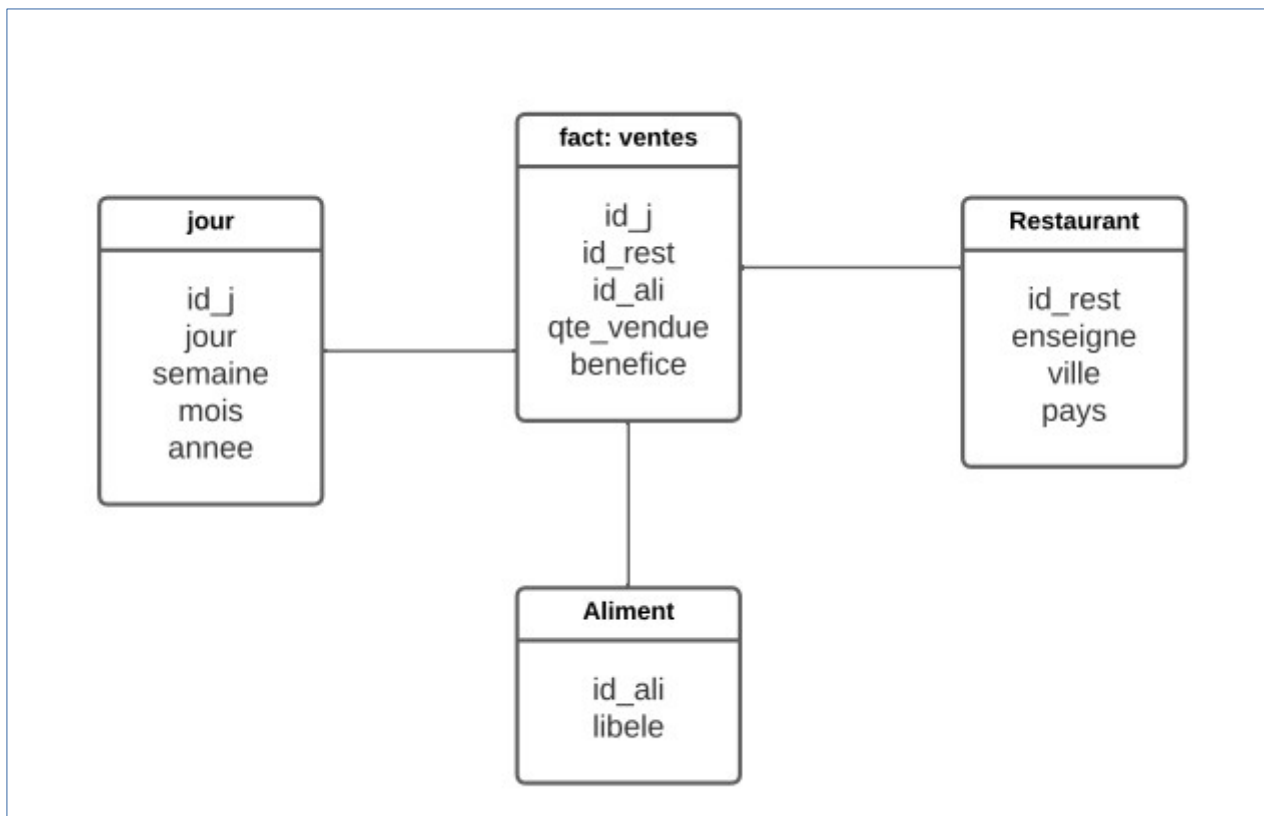 fact: ventes
id_j
id_rest
id_ali
qte_vendue
benefice
jour
id_j
jour
semaine
mois
annee
Restaurant
id_rest
enseigne
ville
pays
Aliment
id_ali
libele